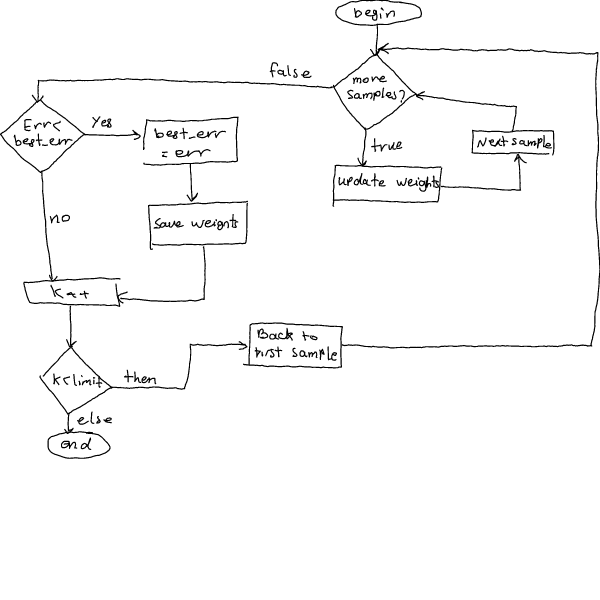 begin
more
samples?
false
true
Next sample
update weights
Err<
best_err
Yes
best_err
= err
no
save weights
K++
Back to
first sample
k<limit
then
else
end